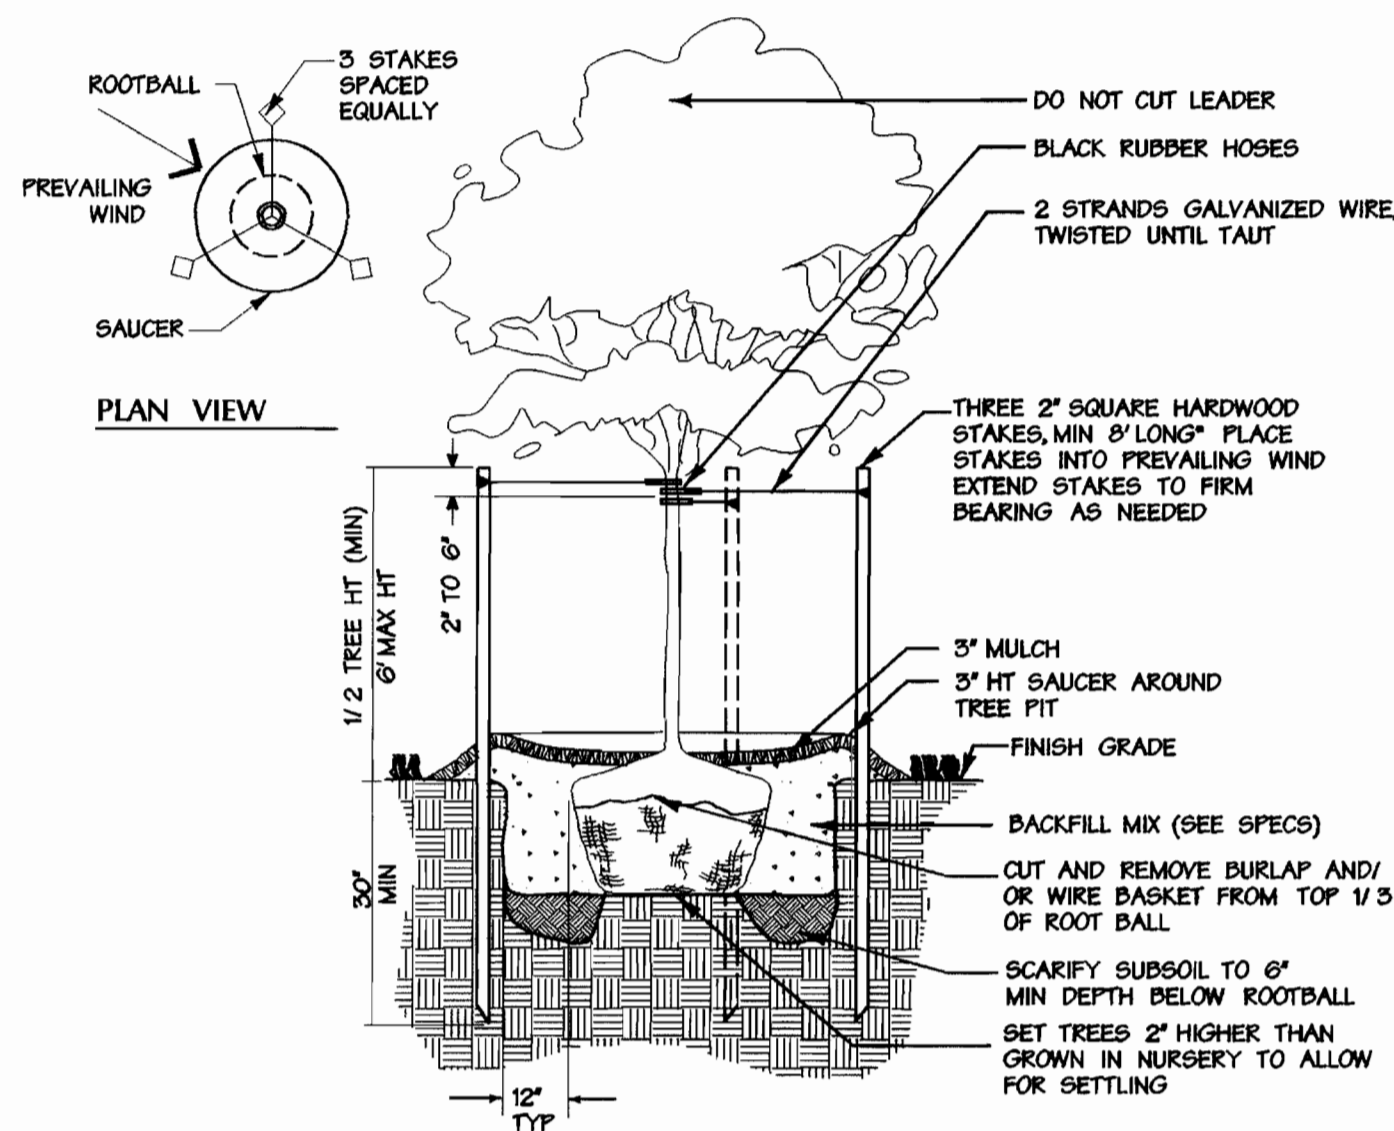 3 STAKES
SPACED
EQUALLY
ROOTBALL
PREVAILING
WIND
SAUCER
PLAN VIEW
DO NOT CUT LEADER
BLACK RUBBER HOSES
2 STRANDS GALVANIZED WIRE,
TWISTED UNTIL TAUT
THREE 2" SQUARE HARDWOOD
STAKES, MIN 8' LONG" PLACE
STAKES INTO PREVAILING WIND
EXTEND STAKES TO FIRM
BEARING AS NEEDED
1/2 TREE HT (MIN)
6' MAX HT
2" TO 6"
3" MULCH
3" HT SAUCER AROUND
TREE PIT
FINISH GRADE
BACKFILL MIX (SEE SPECS)
CUT AND REMOVE BURLAP AND/
OR WIRE BASKET FROM TOP 1/3
OF ROOT BALL
30"
MIN
SCARIFY SUBSOIL TO 6"
MIN DEPTH BELOW ROOTBALL
SET TREES 2" HIGHER THAN
GROWN IN NURSERY TO ALLOW
FOR SETTLING
12"
TYP